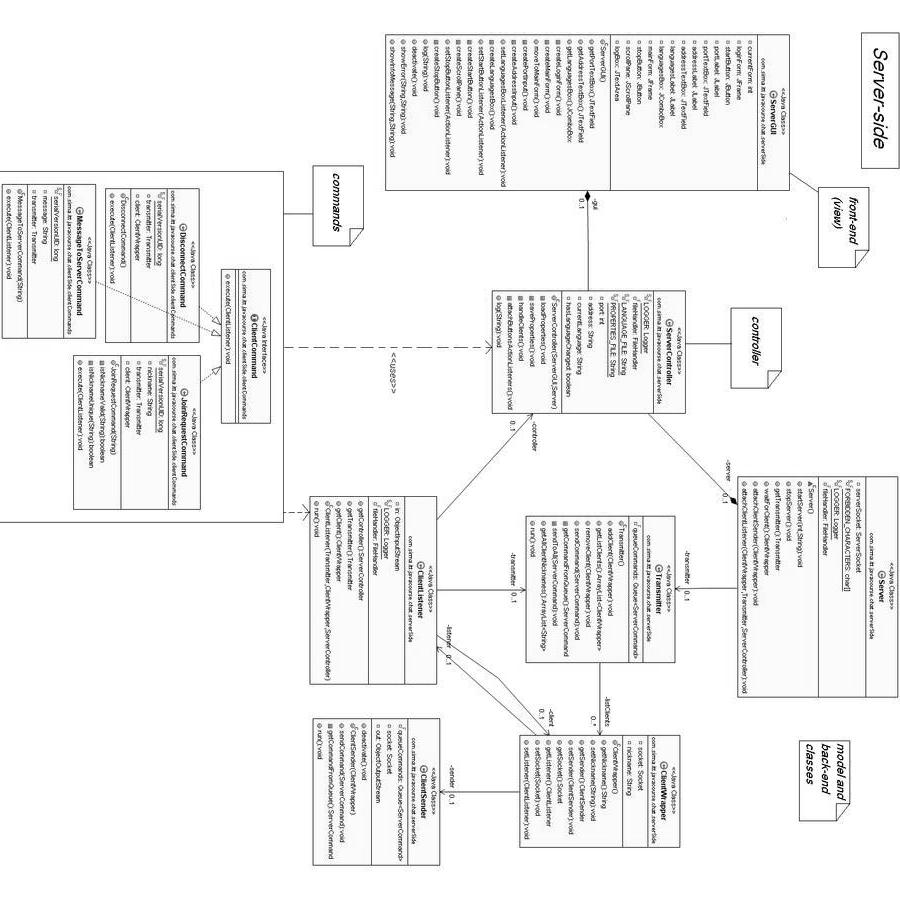 Server-side
front-end
(view)
controller
model and
back-end
classes
commands
<<Java Class>>
ServerGUI
com.sirma.itt.javacourse.chat.serverSide
currentForm: int
loginForm: JFrame
startButton: JButton
portLabel: JLabel
portTextBox: JTextField
addressLabel: JLabel
addressTextBox: JTextField
languagesLabel: JLabel
languagesBox: JComboBox
mainForm: JFrame
stopButton: JButton
scrollPane: JScrollPane
logBox: JTextArea
ServerGUI()
getPortTextBox():JTextField
getAddressTextBox():JTextField
getLanguagesBox():JComboBox
createLoginForm():void
createMainForm():void
moveToMainForm():void
createPortInput():void
createAddressInput():void
setLanguagesBoxListener(ActionListener):void
createLanguagesBox():void
setStartButtonListener(ActionListener):void
createStartButton():void
createScrollPane():void
setStopButtonListener(ActionListener):void
createStopButton():void
log(String):void
deactivate():void
showError(String,String):void
showInfoMessage(String,String):void
-gui
0..1
<<Java Class>>
ServerController
com.sirma.itt.javacourse.chat.serverSide
LOGGER: Logger
fileHandler: FileHandler
LANGUAGE_FILE: String
PROPERTIES_FILE: String
port: int
address: String
currentLanguage: String
hasLanguageChanged: boolean
ServerController(ServerGUI,Server)
loadProperties():void
saveProperties():void
handleClients():void
attachButtonsActionListeners():void
log(String):void
-server
0..1
-controller
0..1
<<Java Class>>
Server
com.sirma.itt.javacourse.chat.serverSide
serverSocket: ServerSocket
FORBIDDEN_CHARACTERS: char[]
LOGGER: Logger
fileHandler: FileHandler
Server()
startServer(int,String):void
stopServer():void
getTransmitter():Transmitter
waitForClient():ClientWrapper
attachClientSender(ClientWrapper):void
attachClientListener(ClientWrapper,Transmitter,ServerController):void
-transmitter
0..1
<<Java Class>>
Transmitter
com.sirma.itt.javacourse.chat.serverSide
queueCommands: Queue<ServerCommand>
Transmitter()
addClient(ClientWrapper):void
getListClients():ArrayList<ClientWrapper>
removeClient(ClientWrapper):void
sendCommand(ServerCommand):void
getCommandFromQueue():ServerCommand
sendToAll(ServerCommand):void
getAllClientNicknames():ArrayList<String>
run():void
-listClients
0..*
-transmitter
0..1
<<Java Class>>
ClientWrapper
com.sirma.itt.javacourse.chat.serverSide
socket: Socket
nickname: String
ClientWrapper()
getNickname():String
setNickname(String):void
getSender():ClientSender
setSender(ClientSender):void
getSocket():Socket
getListener():ClientListener
setSocket(Socket):void
setListener(ClientListener):void
-client
0..1
-listener
0..1
-sender
0..1
<<Java Class>>
ClientListener
com.sirma.itt.javacourse.chat.serverSide
in: ObjectInputStream
LOGGER: Logger
fileHandler: FileHandler
getController():ServerController
getTransmitter():Transmitter
getClient():ClientWrapper
ClientListener(Transmitter,ClientWrapper,ServerController)
run():void
<<Java Class>>
ClientSender
com.sirma.itt.javacourse.chat.serverSide
queueCommands: Queue<ServerCommand>
socket: Socket
out: ObjectOutputStream
deactivate():void
ClientSender(ClientWrapper)
sendCommand(ServerCommand):void
getCommandFromQueue():ServerCommand
run():void
<<uses>>
<<Java Interface>>
ClientCommand
com.sirma.itt.javacourse.chat.clientSide.clientCommands
execute(ClientListener):void
<<Java Class>>
DisconnectCommand
com.sirma.itt.javacourse.chat.clientSide.clientCommands
serialVersionUID: long
transmitter: Transmitter
client: ClientWrapper
DisconnectCommand()
execute(ClientListener):void
<<Java Class>>
JoinRequestCommand
com.sirma.itt.javacourse.chat.clientSide.clientCommands
serialVersionUID: long
nickname: String
transmitter: Transmitter
client: ClientWrapper
JoinRequestCommand(String)
isNicknameValid(String):boolean
isNicknameUnique(String):boolean
execute(ClientListener):void
<<Java Class>>
MessageToServerCommand
com.sirma.itt.javacourse.chat.clientSide.clientCommands
serialVersionUID: long
message: String
transmitter: Transmitter
MessageToServerCommand(String)
execute(ClientListener):void